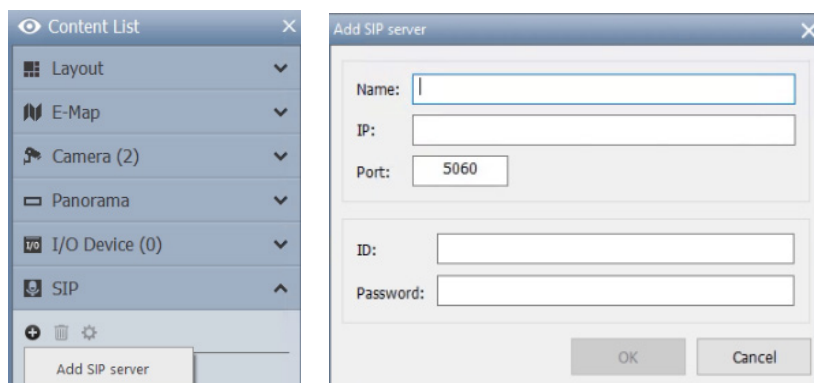 Content List
Layout
E-Map
Camera (2)
Panorama
I/O Device (0)
SIP
Add SIP server
Add SIP server
Name:
IP:
Port: 5060
ID:
Password:
OK Cancel